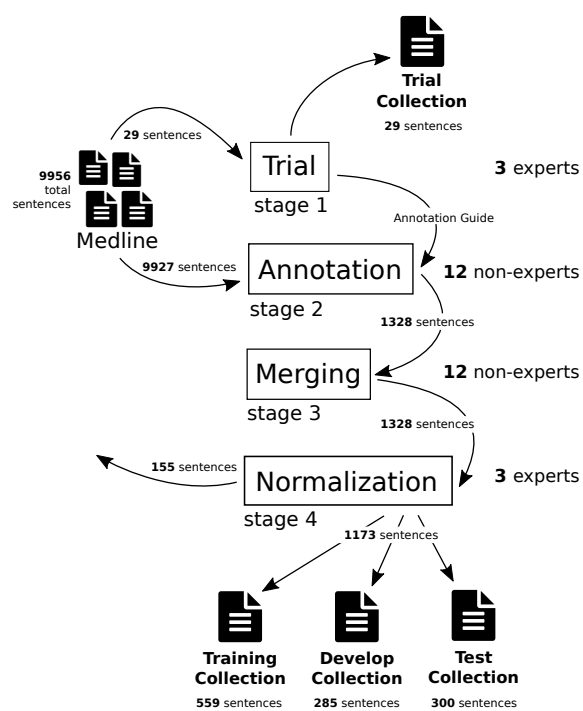 Trial
Collection
29 sentences
29 sentences
9956
total
sentences
Medline
Trial
stage 1
3 experts
Annotation Guide
9927 sentences
Annotation
stage 2
12 non-experts
1328 sentences
Merging
stage 3
12 non-experts
1328 sentences
155 sentences
Normalization
stage 4
3 experts
1173 sentences
Training
Collection
559 sentences
Develop
Collection
285 sentences
Test
Collection
300 sentences